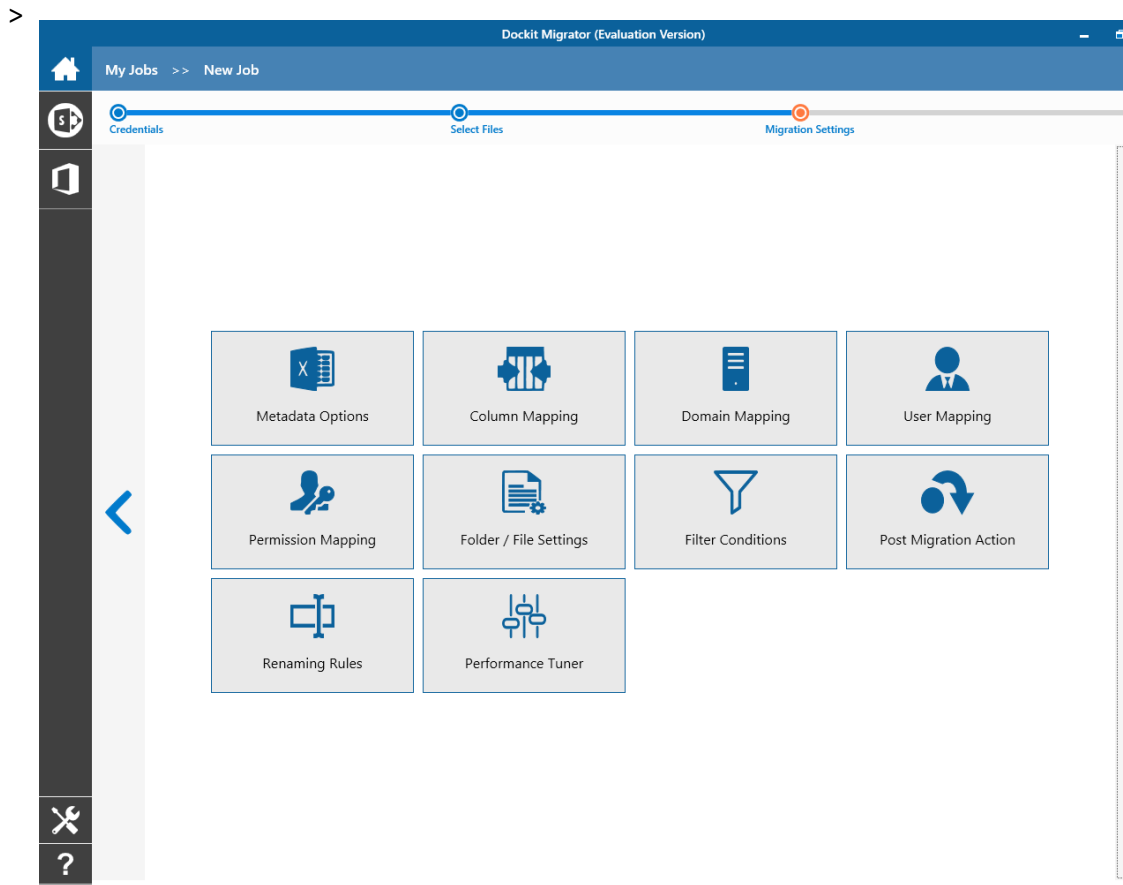 >
Dockit Migrator (Evaluation Version)
My Jobs >> New Job
Credentials
Select Files
Migration Settings
Metadata Options
Column Mapping
Domain Mapping
User Mapping
Permission Mapping
Folder / File Settings
Filter Conditions
Post Migration Action
Renaming Rules
Performance Tuner